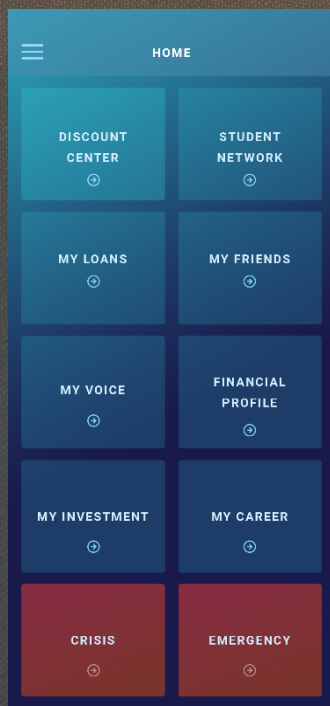 HOME
DISCOUNT
CENTER
STUDENT
NETWORK
MY LOANS
MY FRIENDS
MY VOICE
FINANCIAL
PROFILE
MY INVESTMENT
MY CAREER
CRISIS
EMERGENCY